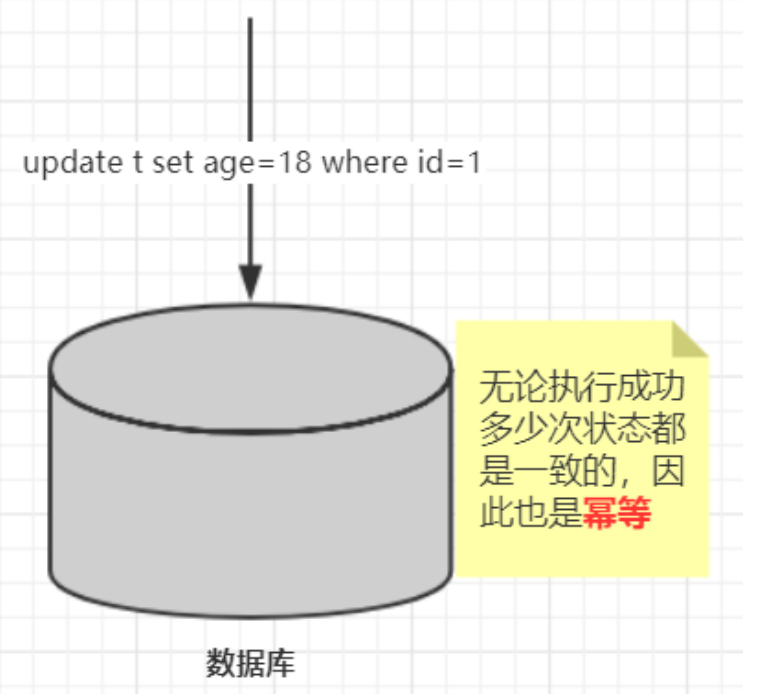 update t set age=18 where id=1
无论执行成功
多少次状态都
是一致的，因
此也是幂等
数据库